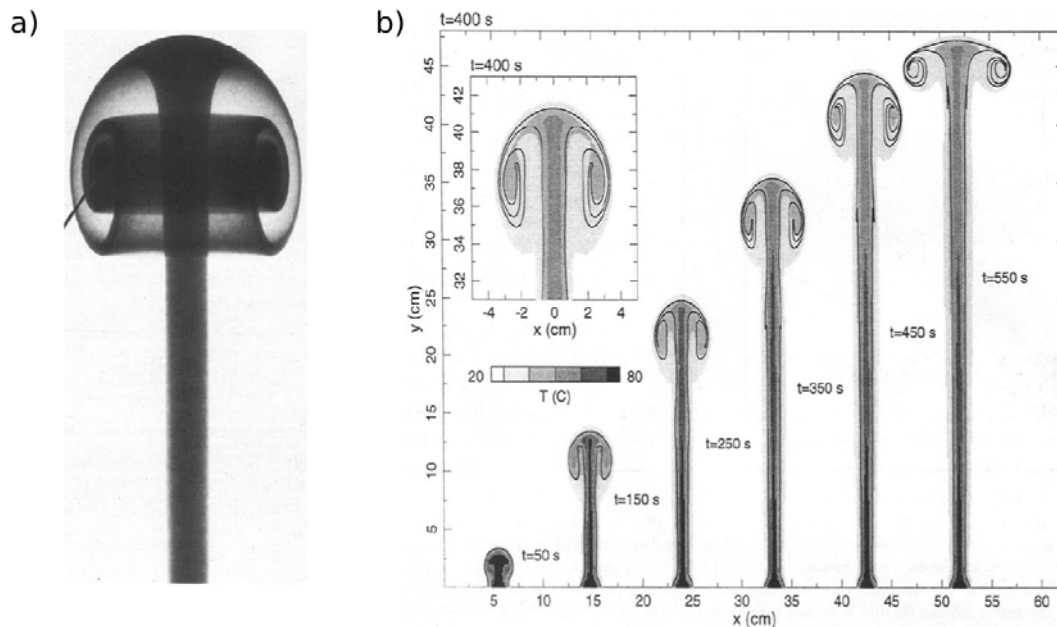 a)
b)
t=400 s
t=400 s
42
40
38
36
34
32
-4 -2 0 2 4
x (cm)
20 80
T (C)
45
40
35
30
25
20
15
10
5
y (cm)
t=50 s
t=150 s
t=250 s
t=350 s
t=450 s
t=550 s
5 10 15 20 25 30 35 40 45 50 55 60
x (cm)